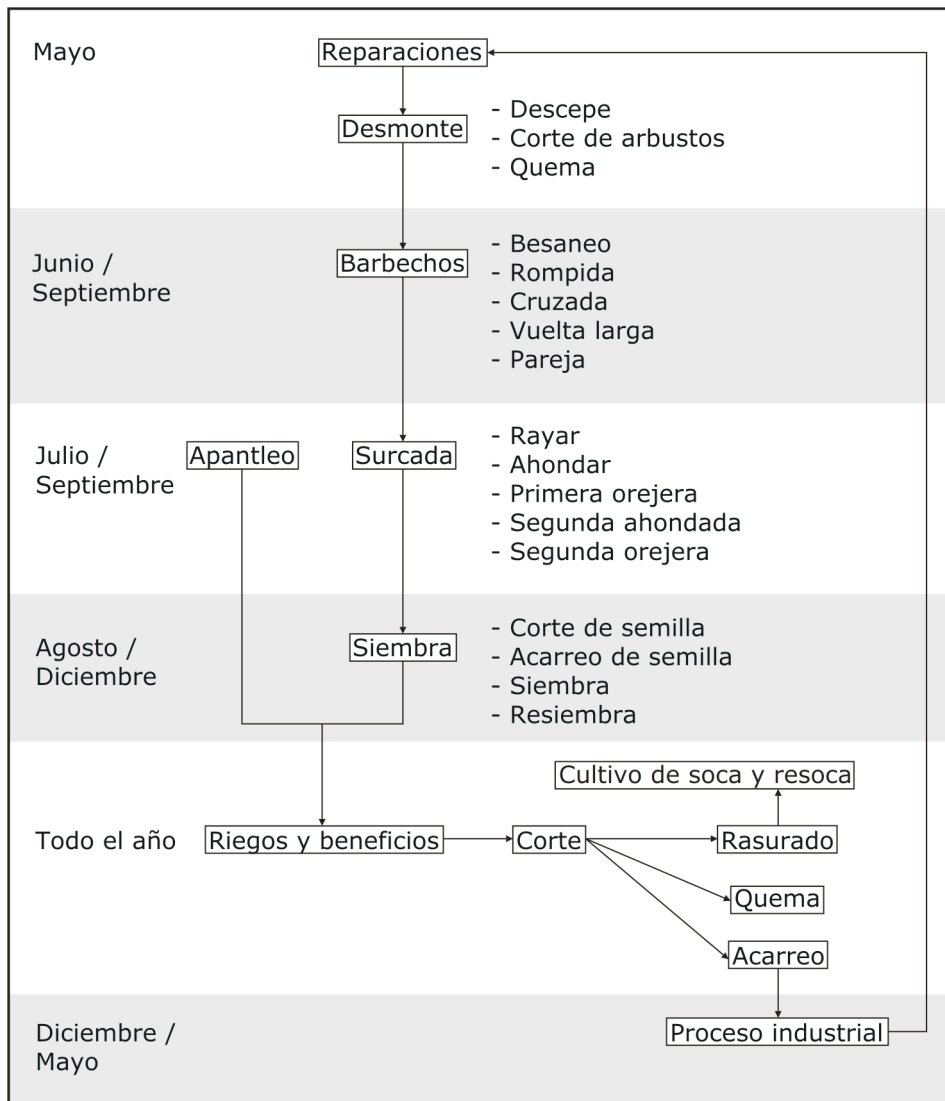 Mayo
Reparaciones
Desmonte
- Descepe
- Corte de arbustos
- Quema
Junio /
Septiembre
Barbechos
- Besaneo
- Rompida
- Cruzada
- Vuelta larga
- Pareja
Julio /
Septiembre
Apantleo
Surcada
- Rayar
- Ahondar
- Primera orejera
- Segunda ahondada
- Segunda orejera
Agosto /
Diciembre
Siembra
- Corte de semilla
- Acarreo de semilla
- Siembra
- Resiembra
Cultivo de soca y resoca
Todo el año
Riegos y beneficios
Corte
Rasurado
Quema
Acarreo
Diciembre /
Mayo
Proceso industrial